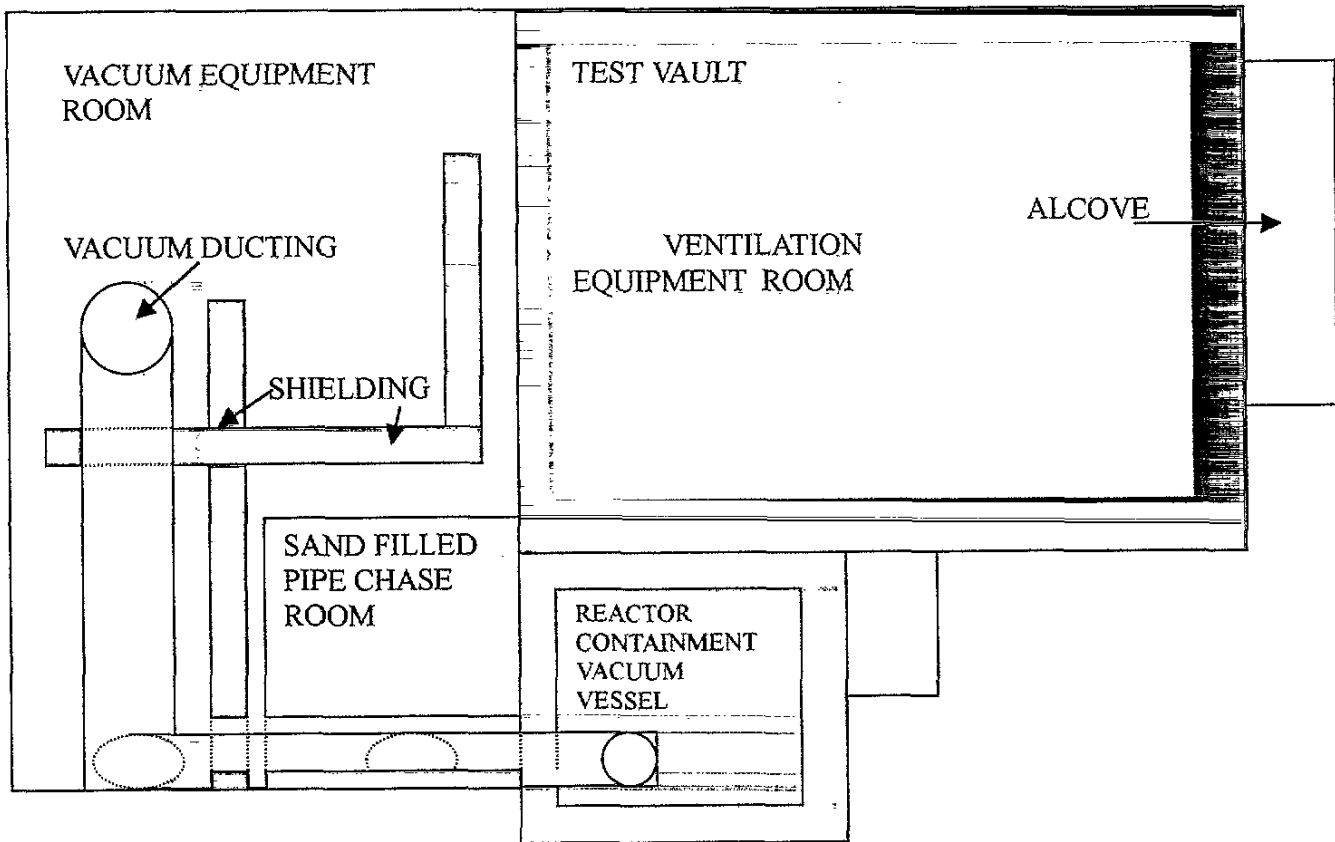 VACUUM EQUIPMENT
ROOM
TEST VAULT
ALCOVE
VACUUM DUCTING
VENTILATION
EQUIPMENT ROOM
SHIELDING
SAND FILLED
PIPE CHASE
ROOM
REACTOR
CONTAINMENT
VACUUM
VESSEL